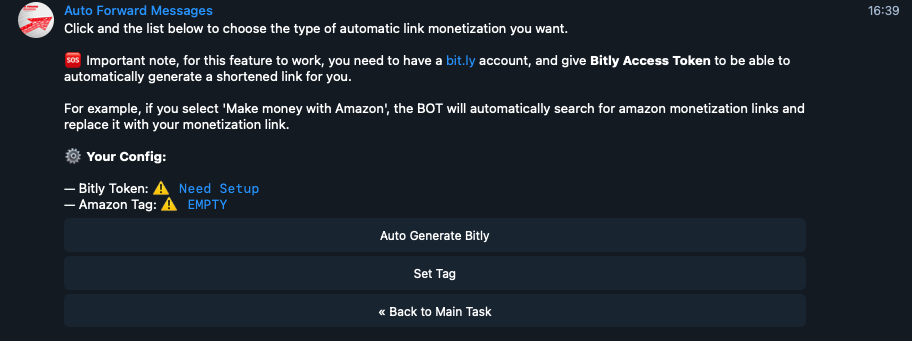 Auto Forward Messages
16:39
Click and the list below to choose the type of automatic link monetization you want.
🆘 Important note, for this feature to work, you need to have a bit.ly account, and give Bitly Access Token to be able to
automatically generate a shortened link for you.
For example, if you select 'Make money with Amazon', the BOT will automatically search for amazon monetization links and
replace it with your monetization link.
⚙️ Your Config:
— Bitly Token: ⚠️ Need Setup
— Amazon Tag: ⚠️ EMPTY
Auto Generate Bitly
Set Tag
« Back to Main Task